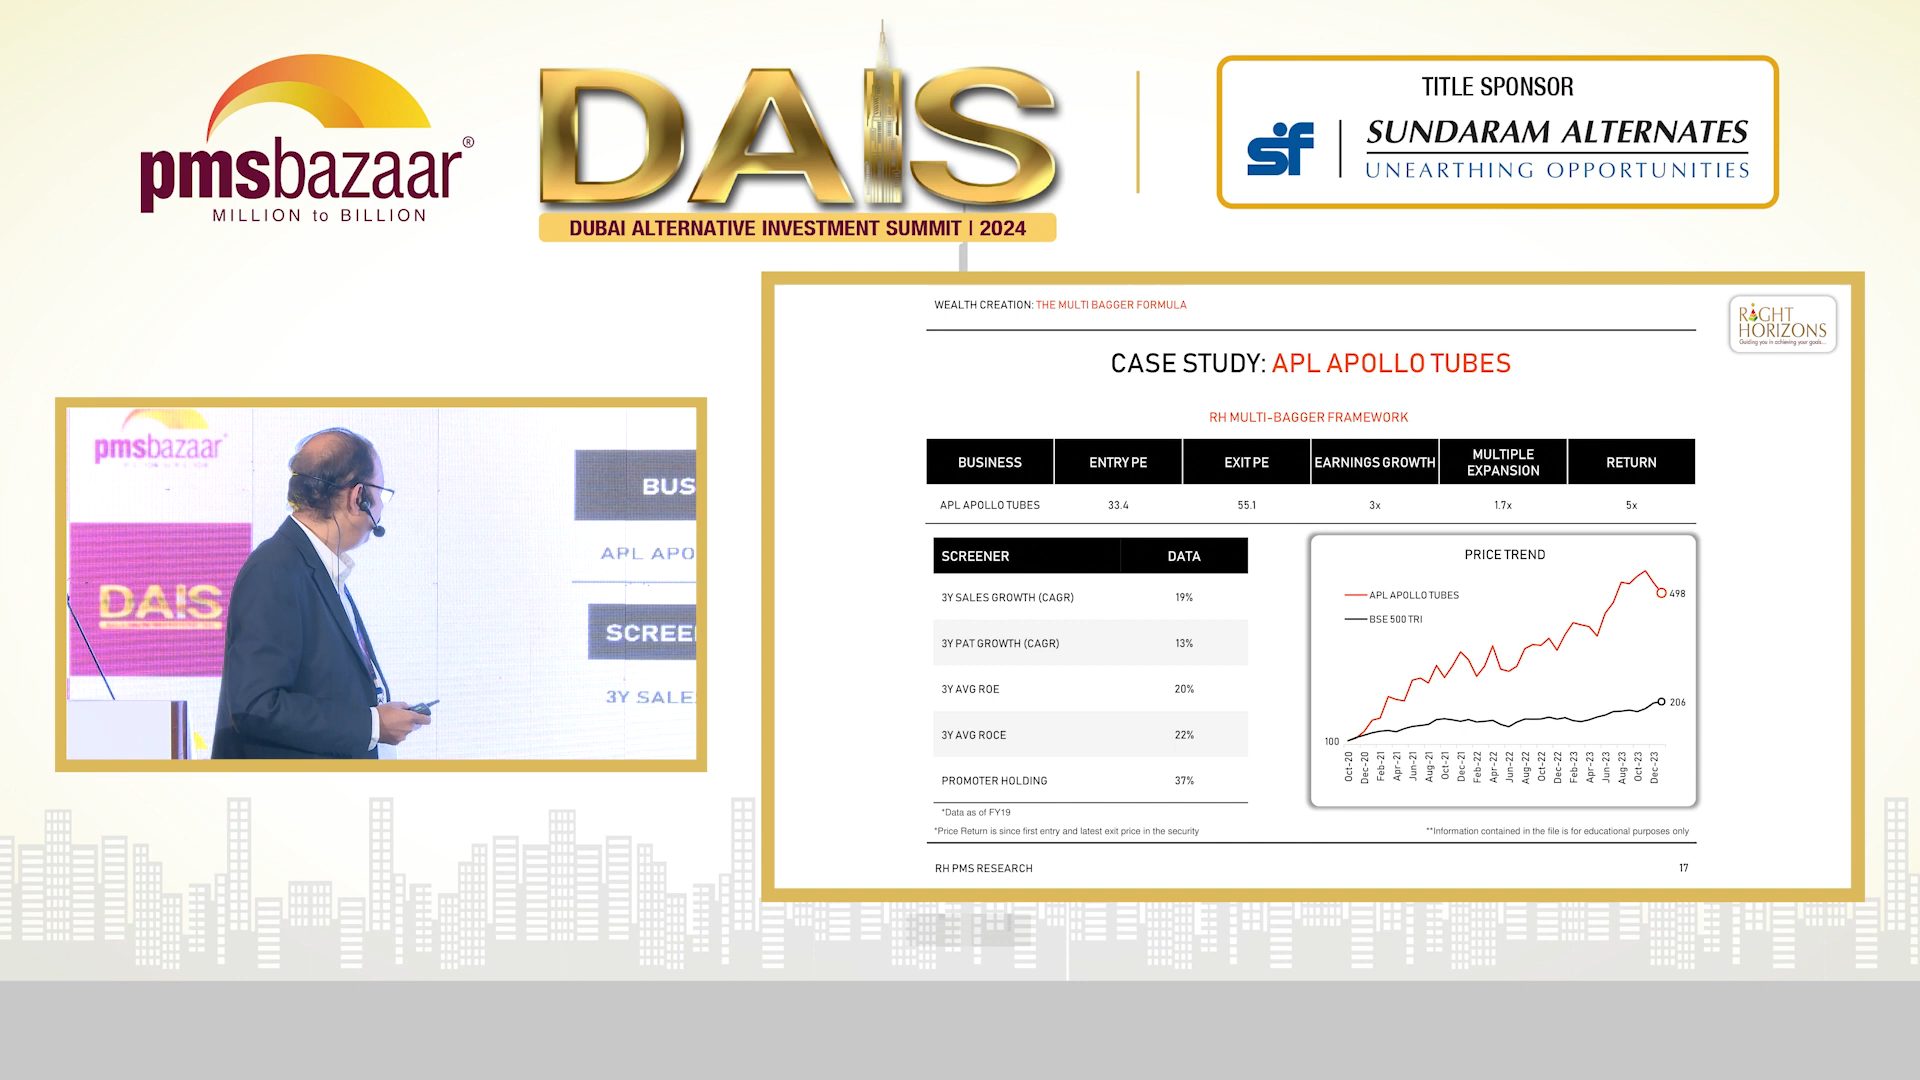 pmsbazaar®
MILLION to BILLION
DAIS
DUBAI ALTERNATIVE INVESTMENT SUMMIT | 2024
TITLE SPONSOR
sf
SUNDARAM ALTERNATES
UNEARTHING OPPORTUNITIES
pmsbazaar
DAIS
BUS
APL APO
SCREE
3Y SALE
WEALTH CREATION: THE MULTI BAGGER FORMULA
RIGHT
HORIZONS
Guiding you in achieving your goals...
CASE STUDY: APL APOLLO TUBES
RH MULTI-BAGGER FRAMEWORK
BUSINESS ENTRY PE EXIT PE EARNINGS GROWTH MULTIPLE EXPANSION RETURN
APL APOLLO TUBES 33.4 55.1 3x 1.7x 5x
SCREENER DATA
3Y SALES GROWTH (CAGR) 19%
3Y PAT GROWTH (CAGR) 13%
3Y AVG ROE 20%
3Y AVG ROCE 22%
PROMOTER HOLDING 37%
*Data as of FY19
PRICE TREND
APL APOLLO TUBES
BSE 500 TRI
498
206
100
Oct-20 Dec-20 Feb-21 Apr-21 Jun-21 Aug-21 Oct-21 Dec-21 Feb-22 Apr-22 Jun-22 Aug-22 Oct-22 Dec-22 Feb-23 Apr-23 Jun-23 Aug-23 Oct-23 Dec-23
*Price Return is since first entry and latest exit price in the security
**Information contained in the file is for educational purposes only
RH PMS RESEARCH
17